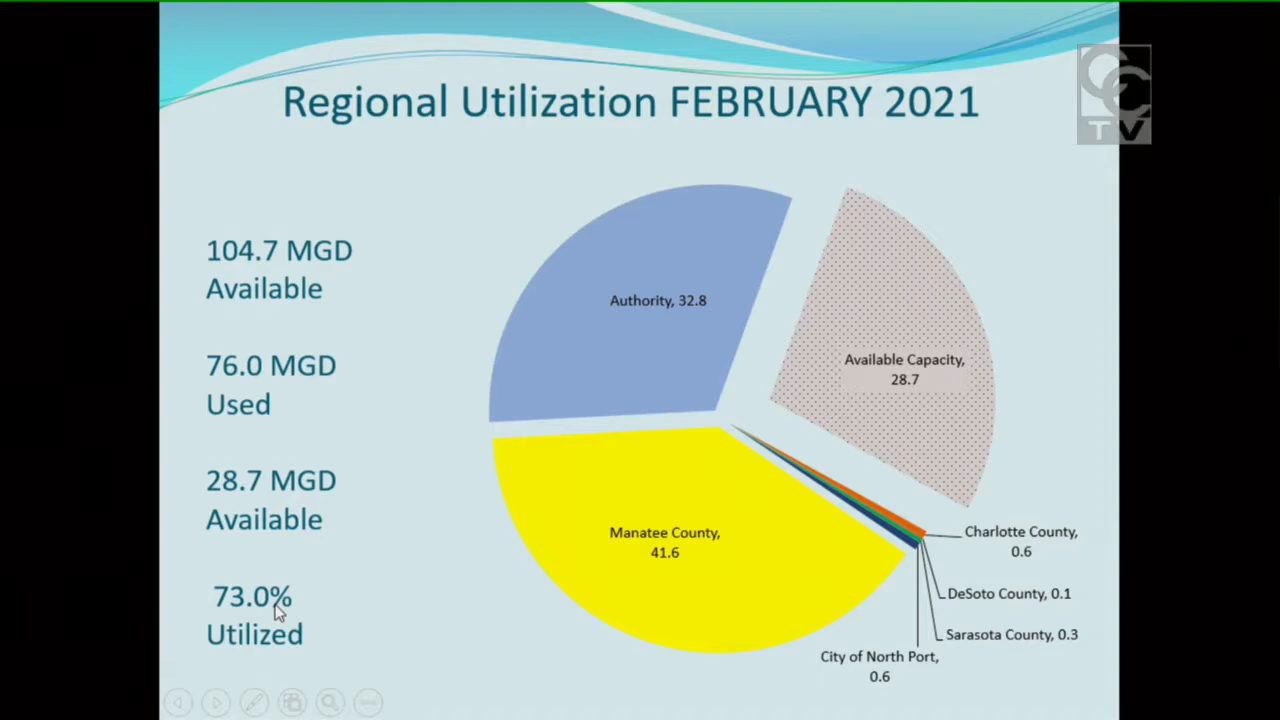 Regional Utilization FEBRUARY 2021
CC
TV
104.7 MGD
Available
76.0 MGD
Used
28.7 MGD
Available
73.0%
Utilized
Authority, 32.8
Available Capacity,
28.7
Manatee County,
41.6
Charlotte County,
0.6
DeSoto County, 0.1
Sarasota County, 0.3
City of North Port,
0.6